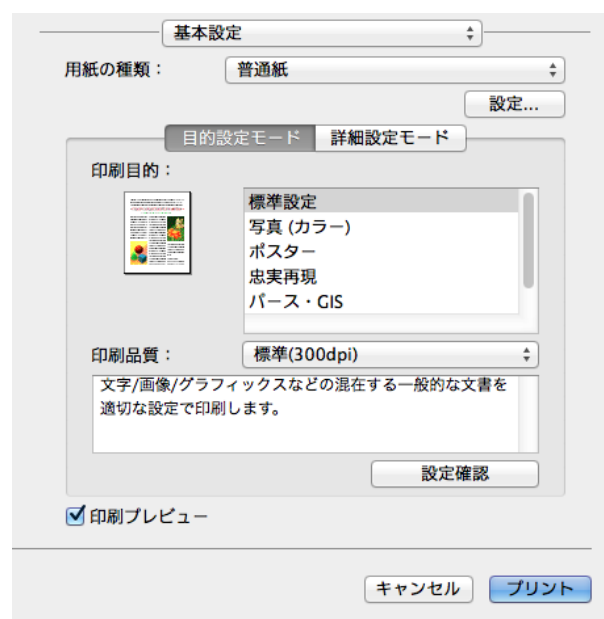 基本設定
用紙の種類： 普通紙
設定...
目的設定モード 詳細設定モード
印刷目的：
標準設定
写真 (カラー)
ポスター
忠実再現
パース・GIS
印刷品質： 標準(300dpi)
文字/画像/グラフィックスなどの混在する一般的な文書を
適切な設定で印刷します。
設定確認
印刷プレビュー
キャンセル プリント